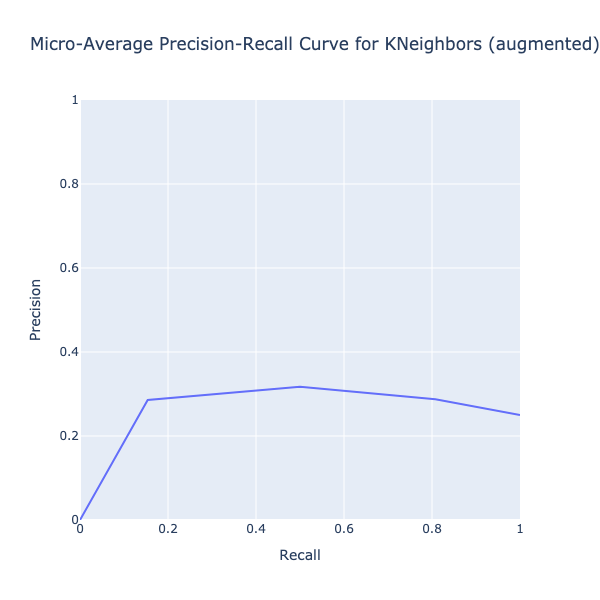 Micro-Average Precision-Recall Curve for KNeighbors (augmented)
1
0.8
0.6
0.4
0.2
0
Precision
0 0.2 0.4 0.6 0.8 1
Recall